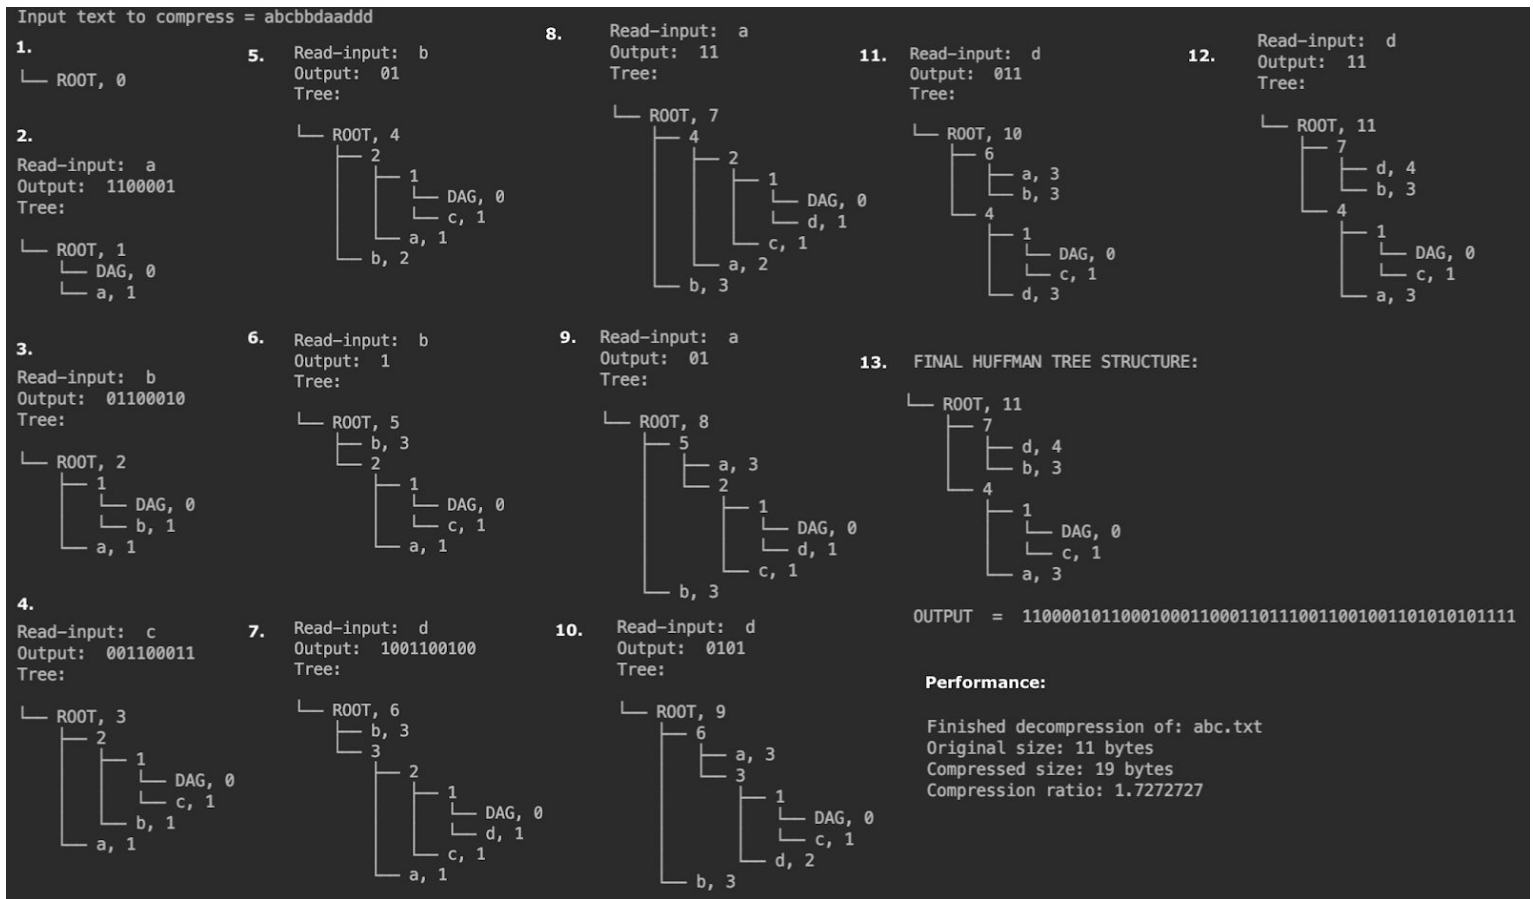 Input text to compress = abcbbdaaddd
1.
└── ROOT, 0
2.
Read-input: a
Output: 1100001
Tree:
└── ROOT, 1
└── DAG, 0
└── a, 1
3.
Read-input: b
Output: 01100010
Tree:
└── ROOT, 2
├── 1
└── DAG, 0
└── b, 1
└── a, 1
4.
Read-input: c
Output: 001100011
Tree:
└── ROOT, 3
├── 2
├── 1
└── DAG, 0
└── c, 1
└── b, 1
└── a, 1
5.
Read-input: b
Output: 01
Tree:
└── ROOT, 4
├── 2
├── 1
└── DAG, 0
└── c, 1
└── a, 1
└── b, 2
6.
Read-input: b
Output: 1
Tree:
└── ROOT, 5
├── b, 3
└── 2
├── 1
└── DAG, 0
└── c, 1
└── a, 1
7.
Read-input: d
Output: 1001100100
Tree:
└── ROOT, 6
├── b, 3
└── 3
├── 2
├── 1
└── DAG, 0
└── d, 1
└── c, 1
└── a, 1
8.
Read-input: a
Output: 11
Tree:
└── ROOT, 7
├── 4
├── 2
├── 1
└── DAG, 0
└── d, 1
└── c, 1
└── a, 2
└── b, 3
9.
Read-input: a
Output: 01
Tree:
└── ROOT, 8
├── 5
├── a, 3
└── 2
├── 1
└── DAG, 0
└── d, 1
└── c, 1
└── b, 3
10.
Read-input: d
Output: 0101
Tree:
└── ROOT, 9
├── 6
├── a, 3
└── 3
├── 1
└── DAG, 0
└── c, 1
└── d, 2
└── b, 3
11.
Read-input: d
Output: 011
Tree:
└── ROOT, 10
├── 6
├── a, 3
└── b, 3
└── 4
├── 1
└── DAG, 0
└── c, 1
└── d, 3
12.
Read-input: d
Output: 11
Tree:
└── ROOT, 11
├── 7
├── d, 4
└── b, 3
└── 4
├── 1
└── DAG, 0
└── c, 1
└── a, 3
13. FINAL HUFFMAN TREE STRUCTURE:
└── ROOT, 11
├── 7
├── d, 4
└── b, 3
└── 4
├── 1
└── DAG, 0
└── c, 1
└── a, 3
OUTPUT = 11000010110001000110001101110011001001101010101111
Performance:
Finished decompression of: abc.txt
Original size: 11 bytes
Compressed size: 19 bytes
Compression ratio: 1.7272727